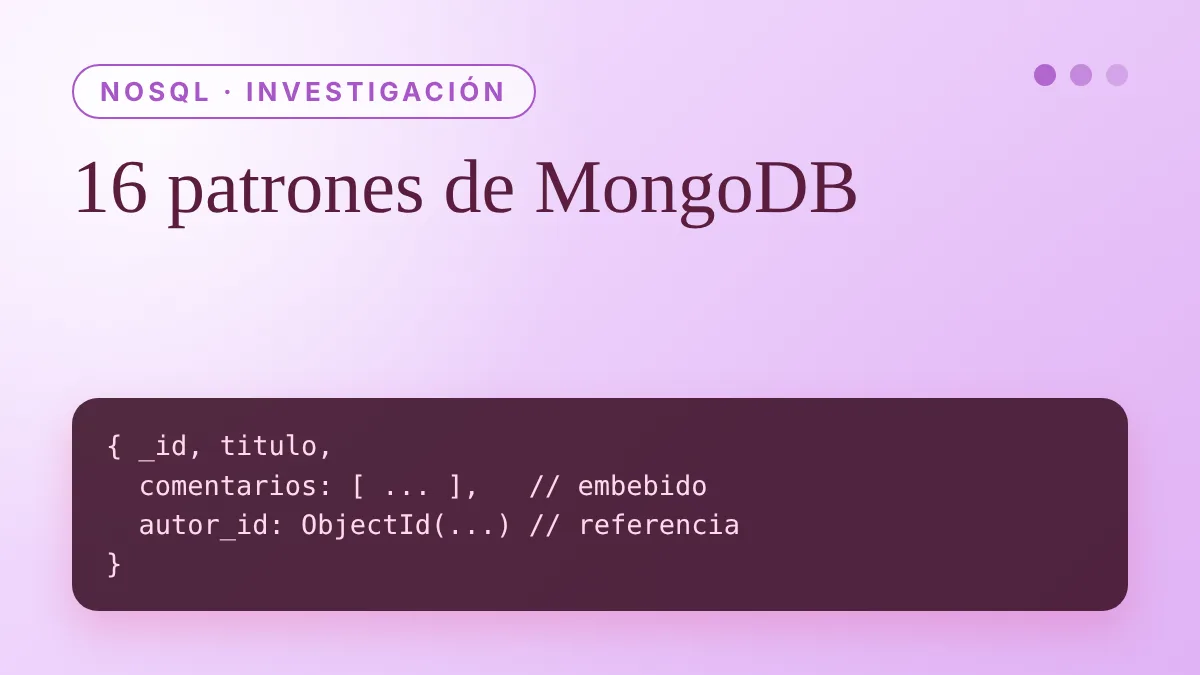 NOSQL · INVESTIGACIÓN
16 patrones de MongoDB
{ _id, titulo,
  comentarios: [ ... ],   // embebido
  autor_id: ObjectId(...) // referencia
}